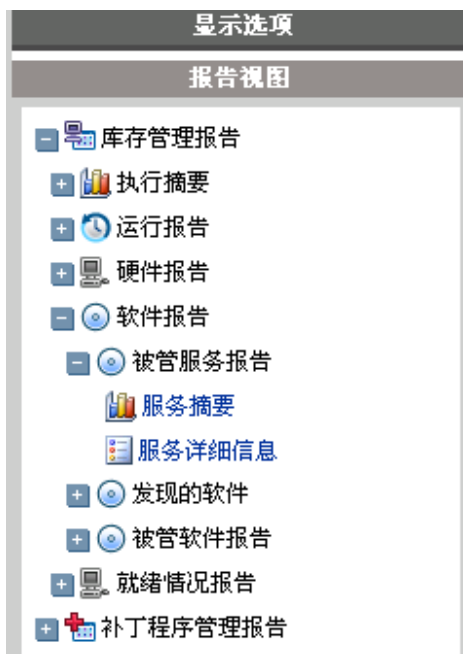 显示选项
报告视图
库存管理报告
执行摘要
运行报告
硬件报告
软件报告
被管服务报告
服务摘要
服务详细信息
发现的软件
被管软件报告
就绪情况报告
补丁程序管理报告